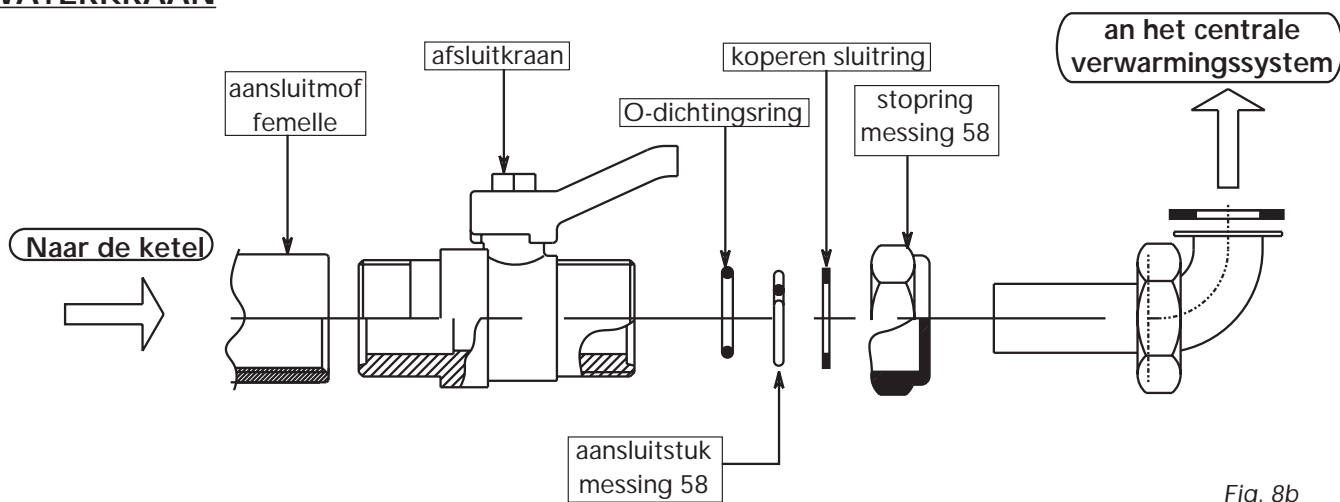 WATERKRAAN
an het centrale
verwarmingssystem
afsluitkraan
koperen sluitring
aansluitmof
femelle
O-dichtingsring
stopring
messing 58
Naar de ketel
aansluitstuk
messing 58
Fig. 8b